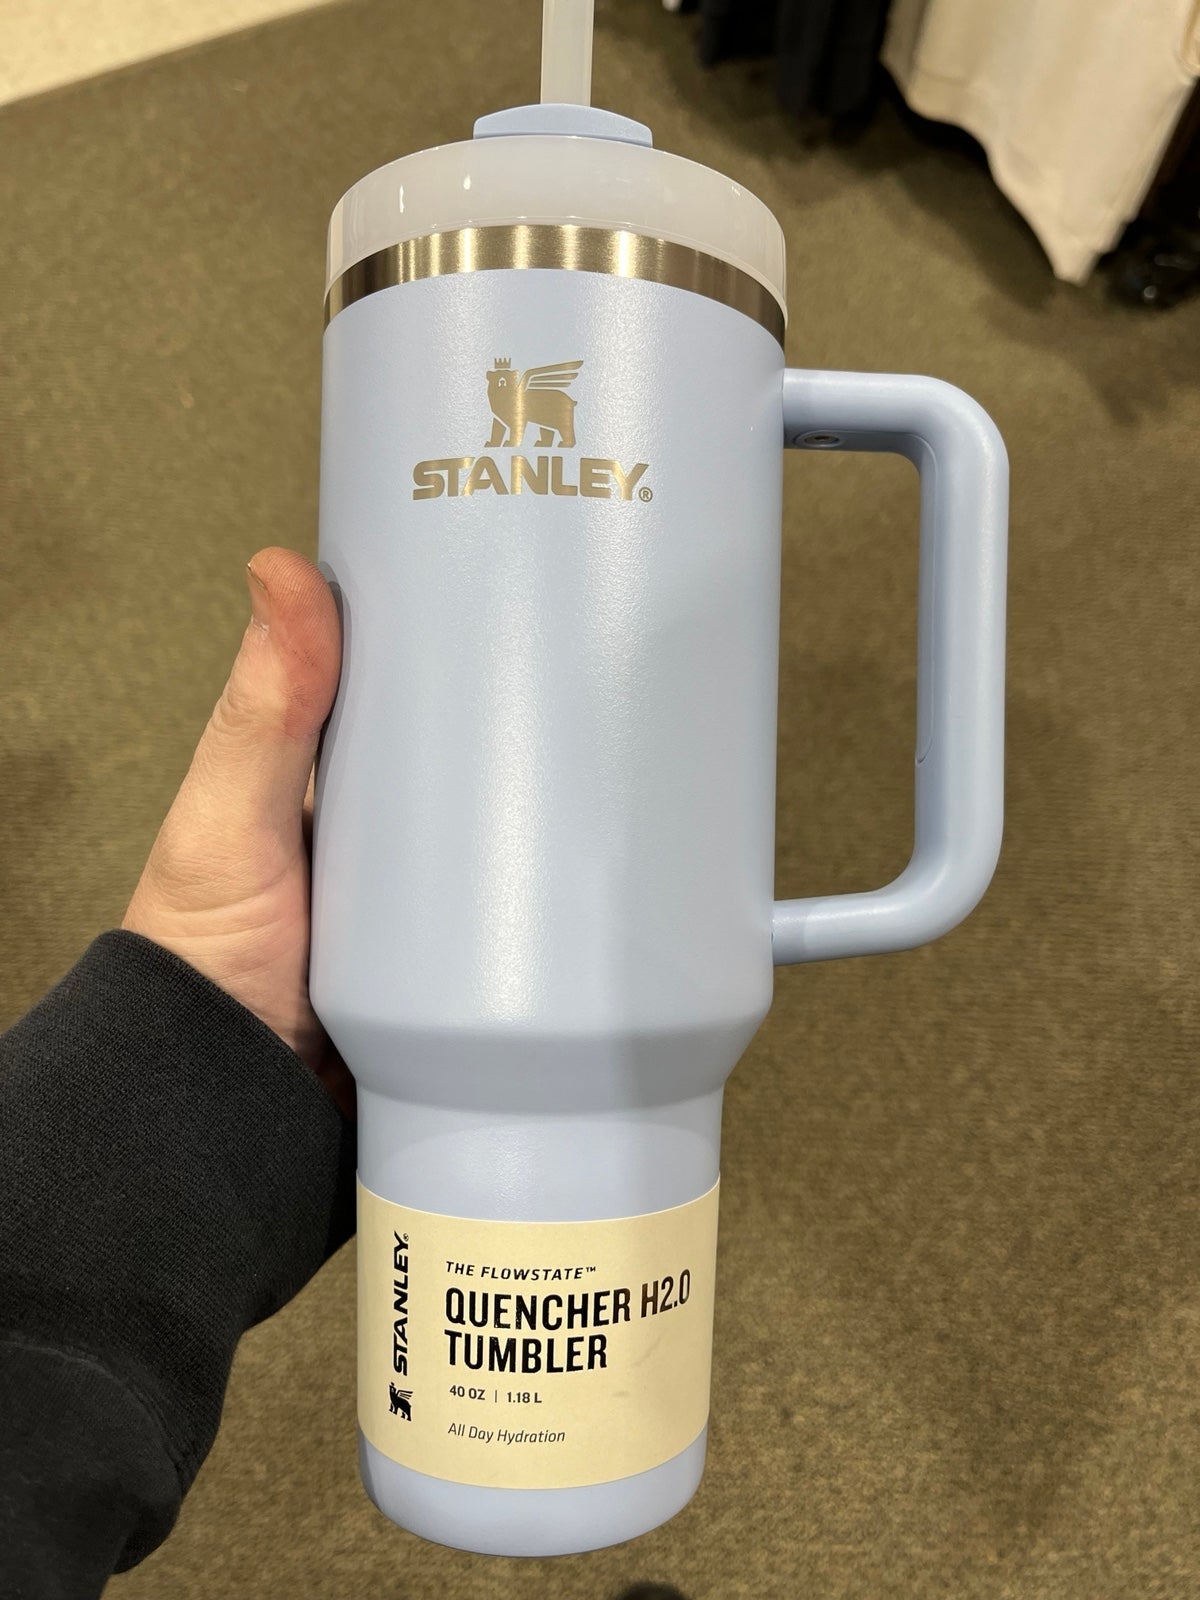 STANLEY®
STANLEY®
THE FLOWSTATE™
QUENCHER H2.0
TUMBLER
40 OZ | 1.18 L
All Day Hydration